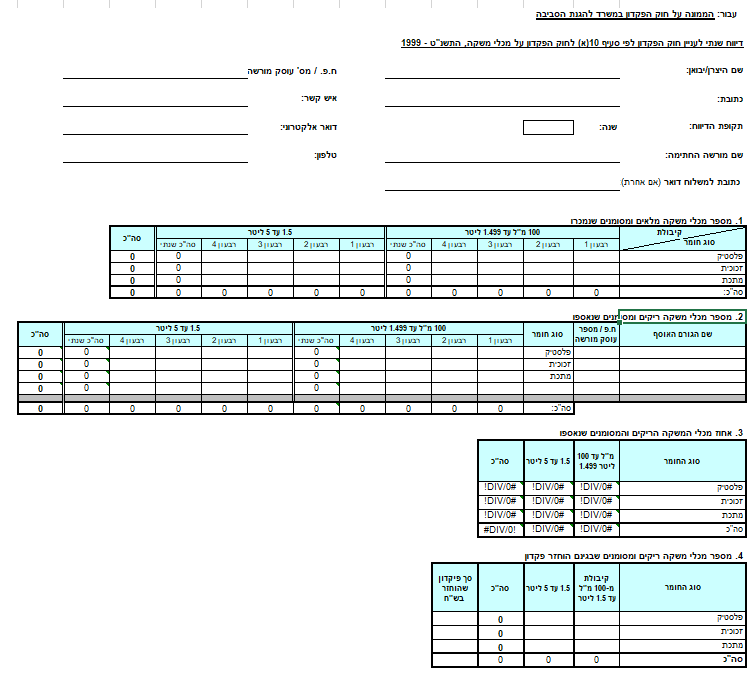 עבור: הממונה על חוק הפקדון במשרד להגנת הסביבה
דיווח שנתי לעניין חוק הפקדון לפי סעיף 10(א) לחוק הפקדון על מכלי משקה, התשנ"ט - 1999
שם היצרן/יבואן: ח.פ. / מס' עוסק מורשה
כתובת: איש קשר:
תקופת הדיווח: שנה: דואר אלקטרוני:
שם מורשה החתימה: טלפון:
כתובת למשלוח דואר (אם אחרת):
1. מספר מכלי משקה מלאים ומסומנים שנמכרו
קיבולת 100 מ"ל עד 1.499 ליטר 1.5 עד 5 ליטר סה"כ
סוג חומר רבעון 1 רבעון 2 רבעון 3 רבעון 4 סה"כ שנתי רבעון 1 רבעון 2 רבעון 3 רבעון 4 סה"כ שנתי
פלסטיק 0 0 0
זכוכית 0 0 0
מתכת 0 0 0
סה"כ: 0 0 0 0 0 0 0 0 0 0 0
2. מספר מכלי משקה ריקים ומסומנים שנאספו
שם הגורם האוסף ח.פ / מספר עוסק מורשה סוג חומר 100 מ"ל עד 1.499 ליטר 1.5 עד 5 ליטר סה"כ
רבעון 1 רבעון 2 רבעון 3 רבעון 4 סה"כ שנתי רבעון 1 רבעון 2 רבעון 3 רבעון 4 סה"כ שנתי
פלסטיק 0 0 0
זכוכית 0 0 0
מתכת 0 0 0
0 0 0
סה"כ: 0 0 0 0 0 0 0 0 0 0 0
3. אחוז מכלי המשקה הריקים והמסומנים שנאספו
סוג החומר מ"ל עד 100 ליטר 1.499 1.5 עד 5 ליטר סה"כ
פלסטיק #DIV/0! #DIV/0! #DIV/0!
זכוכית #DIV/0! #DIV/0! #DIV/0!
מתכת #DIV/0! #DIV/0! #DIV/0!
סה"כ #DIV/0! #DIV/0! #DIV/0!
4. מספר מכלי משקה ריקים ומסומנים שבגינם הוחזר פקדון
סוג החומר קיבולת מ-100 מ"ל עד 1.5 ליטר 1.5 עד 5 ליטר סה"כ סך פיקדון שהוחזר בש"ח
פלסטיק 0
זכוכית 0
מתכת 0
סה"כ 0 0 0